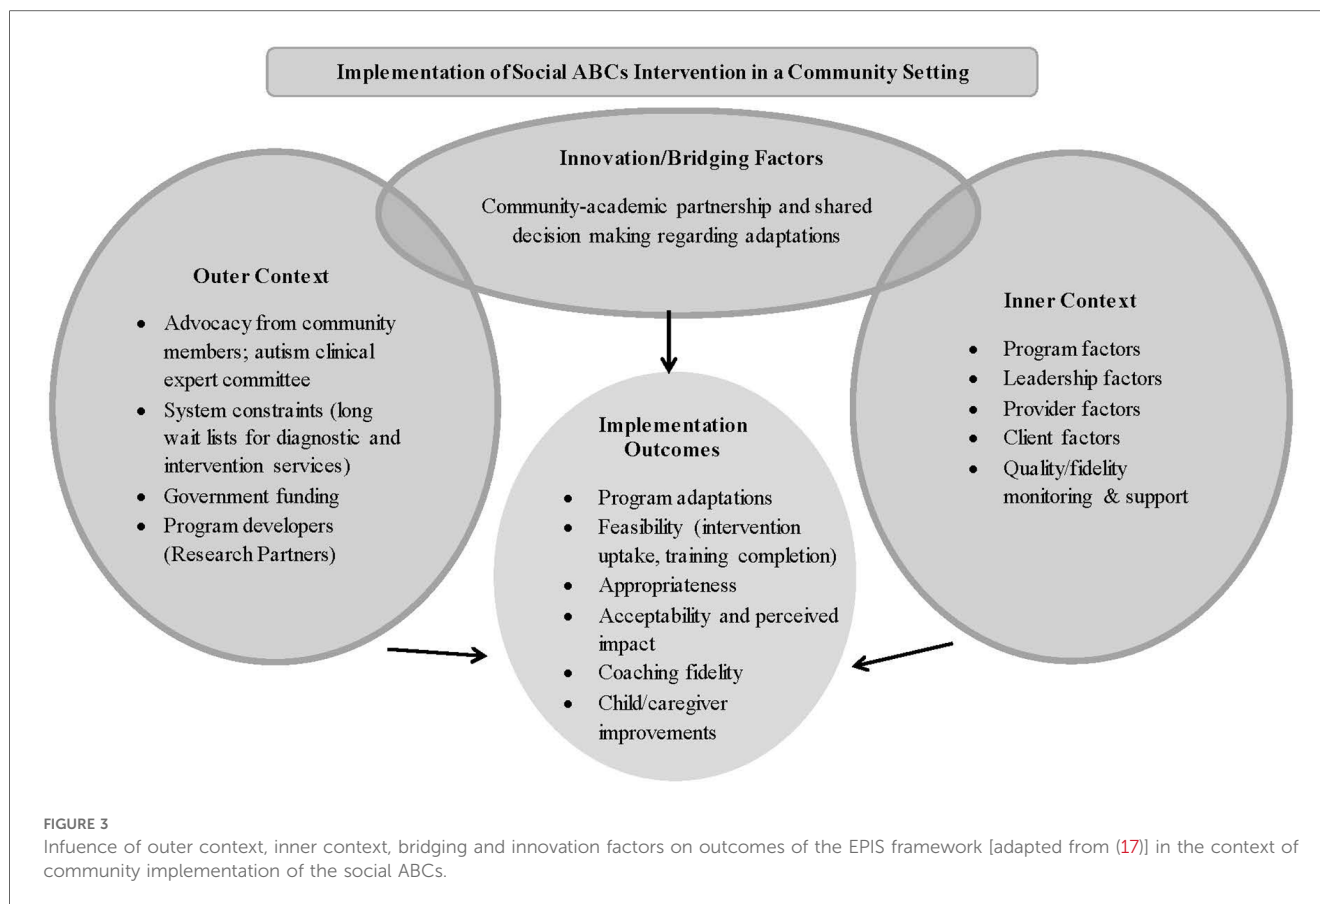 Implementation of Social ABCs Intervention in a Community Setting
Innovation/Bridging Factors
Community-academic partnership and shared
decision making regarding adaptations
Outer Context
• Advocacy from community
members; autism clinical
expert committee
• System constraints (long
wait lists for diagnostic and
intervention services)
• Government funding
• Program developers
(Research Partners)
Inner Context
• Program factors
• Leadership factors
• Provider factors
• Client factors
• Quality/fidelity
monitoring & support
Implementation
Outcomes
• Program adaptations
• Feasibility (intervention
uptake, training completion)
• Appropriateness
• Acceptability and perceived
impact
• Coaching fidelity
• Child/caregiver
improvements
FIGURE 3
Infuence of outer context, inner context, bridging and innovation factors on outcomes of the EPIS framework [adapted from (17)] in the context of
community implementation of the social ABCs.